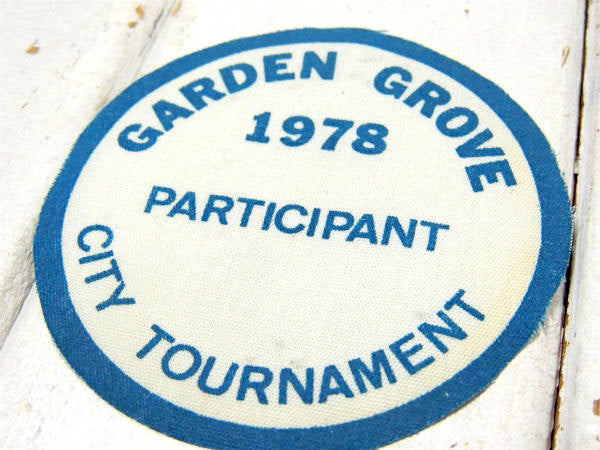 GARDEN GROVE
1978
PARTICIPANT
CITY TOURNAMENT